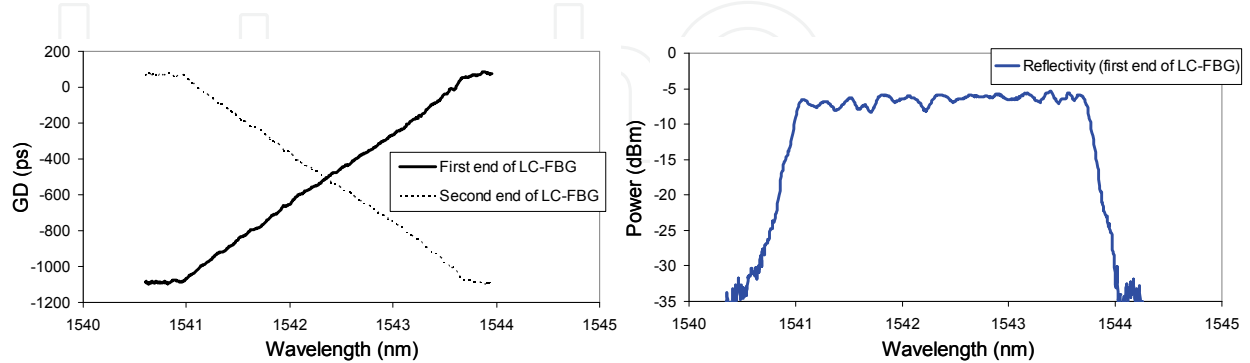 200
0
-200
-400
-600
-800
-1000
-1200
GD (ps)
First end of LC-FBG
Second end of LC-FBG
1540 1541 1542 1543 1544 1545
Wavelength (nm)
0
-5
-10
-15
-20
-25
-30
-35
Power (dBm)
Reflectivity (first end of LC-FBG)
1540 1541 1542 1543 1544 1545
Wavelength (nm)